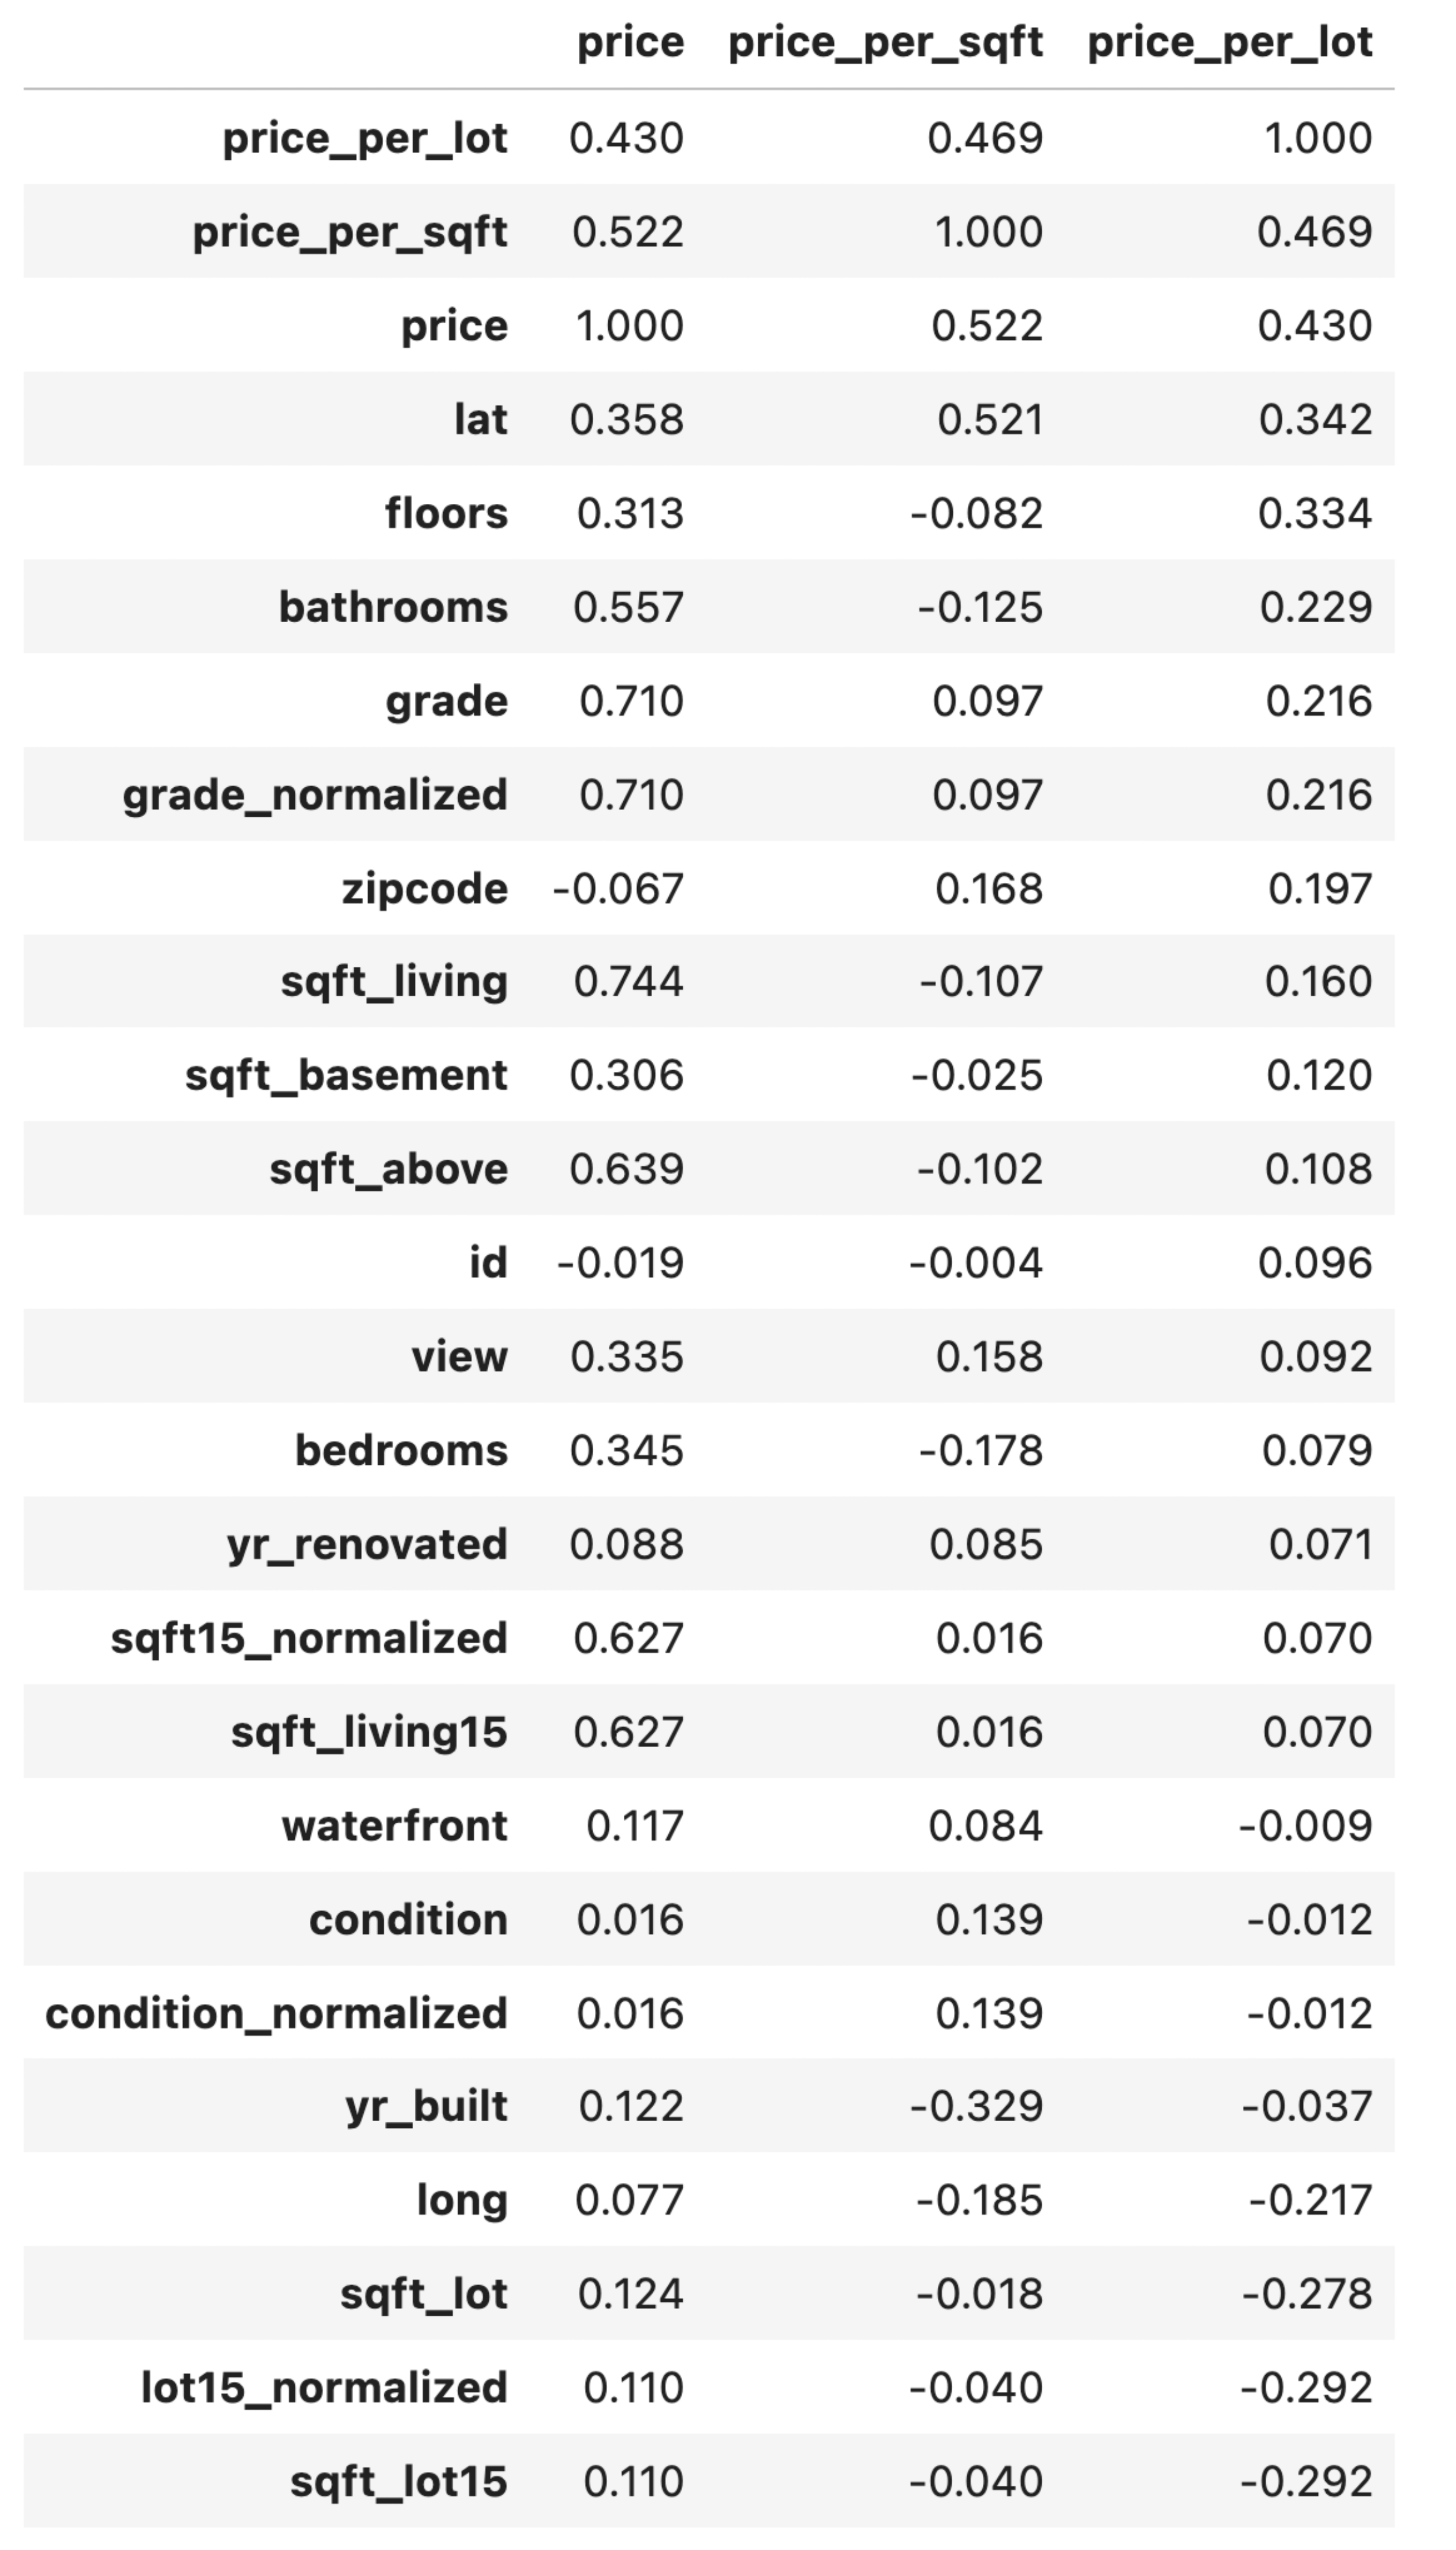 price price_per_sqft price_per_lot
price_per_lot 0.430 0.469 1.000
price_per_sqft 0.522 1.000 0.469
price 1.000 0.522 0.430
lat 0.358 0.521 0.342
floors 0.313 -0.082 0.334
bathrooms 0.557 -0.125 0.229
grade 0.710 0.097 0.216
grade_normalized 0.710 0.097 0.216
zipcode -0.067 0.168 0.197
sqft_living 0.744 -0.107 0.160
sqft_basement 0.306 -0.025 0.120
sqft_above 0.639 -0.102 0.108
id -0.019 -0.004 0.096
view 0.335 0.158 0.092
bedrooms 0.345 -0.178 0.079
yr_renovated 0.088 0.085 0.071
sqft15_normalized 0.627 0.016 0.070
sqft_living15 0.627 0.016 0.070
waterfront 0.117 0.084 -0.009
condition 0.016 0.139 -0.012
condition_normalized 0.016 0.139 -0.012
yr_built 0.122 -0.329 -0.037
long 0.077 -0.185 -0.217
sqft_lot 0.124 -0.018 -0.278
lot15_normalized 0.110 -0.040 -0.292
sqft_lot15 0.110 -0.040 -0.292